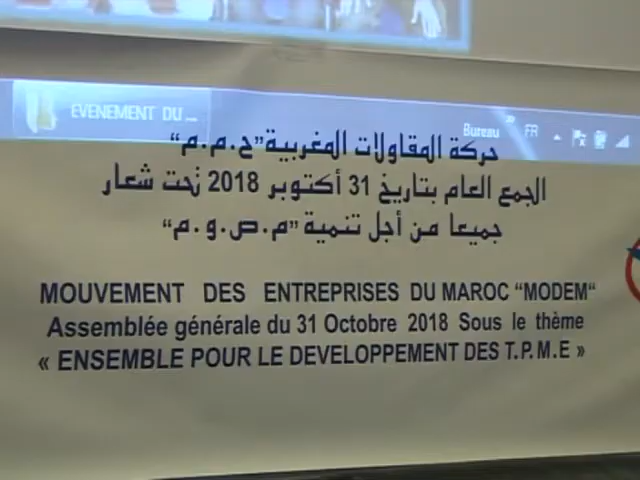 EVENEMENT DU ...
Bureau
»
FR
حركة المقاولات المغربية "ح.م.م"
الجمع العام بتاريخ 31 أكتوبر 2018 تحت شعار
جميعا من أجل تنمية "م.ص.و.م"
MOUVEMENT DES ENTREPRISES DU MAROC "MODEM"
Assemblée générale du 31 Octobre 2018 Sous le thème
« ENSEMBLE POUR LE DEVELOPPEMENT DES T.P.M.E »